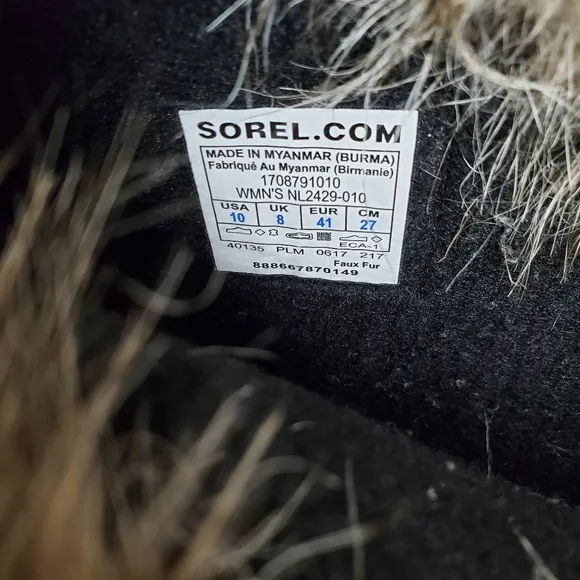 SOREL.COM
MADE IN MYANMAR (BURMA)
Fabriqué Au Myanmar (Birmanie)
1708791010
WMN'S NL2429-010
USA UK EUR CM
10 8 41 27
ECA-1
40135 PLM 0617 217
Faux Fur
888667870149